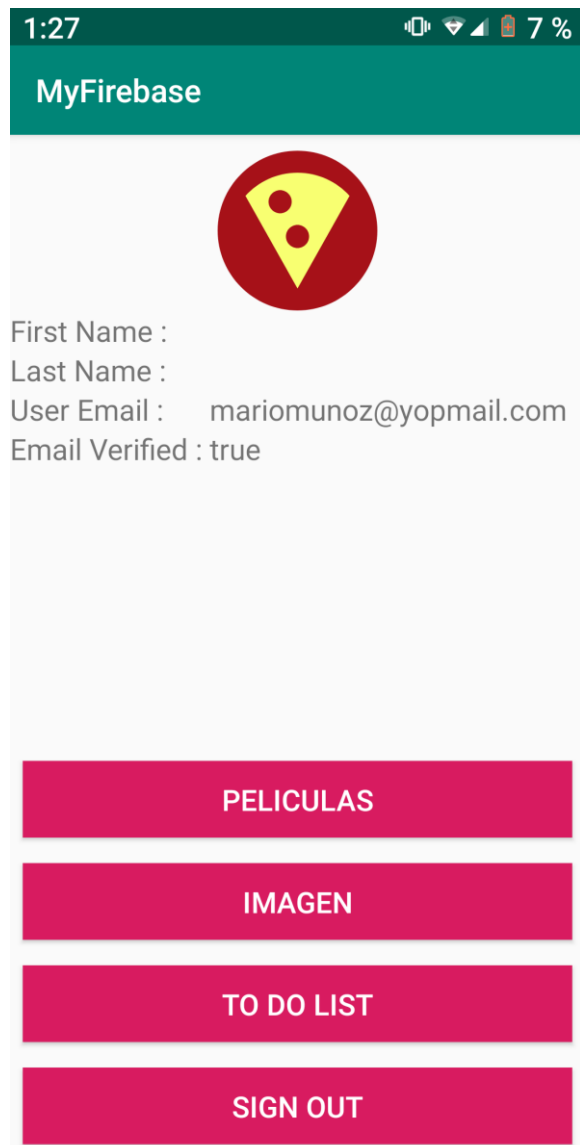 1:27 7 %
MyFirebase
First Name :
Last Name :
User Email : mariomunoz@yopmail.com
Email Verified : true
PELICULAS
IMAGEN
TO DO LIST
SIGN OUT